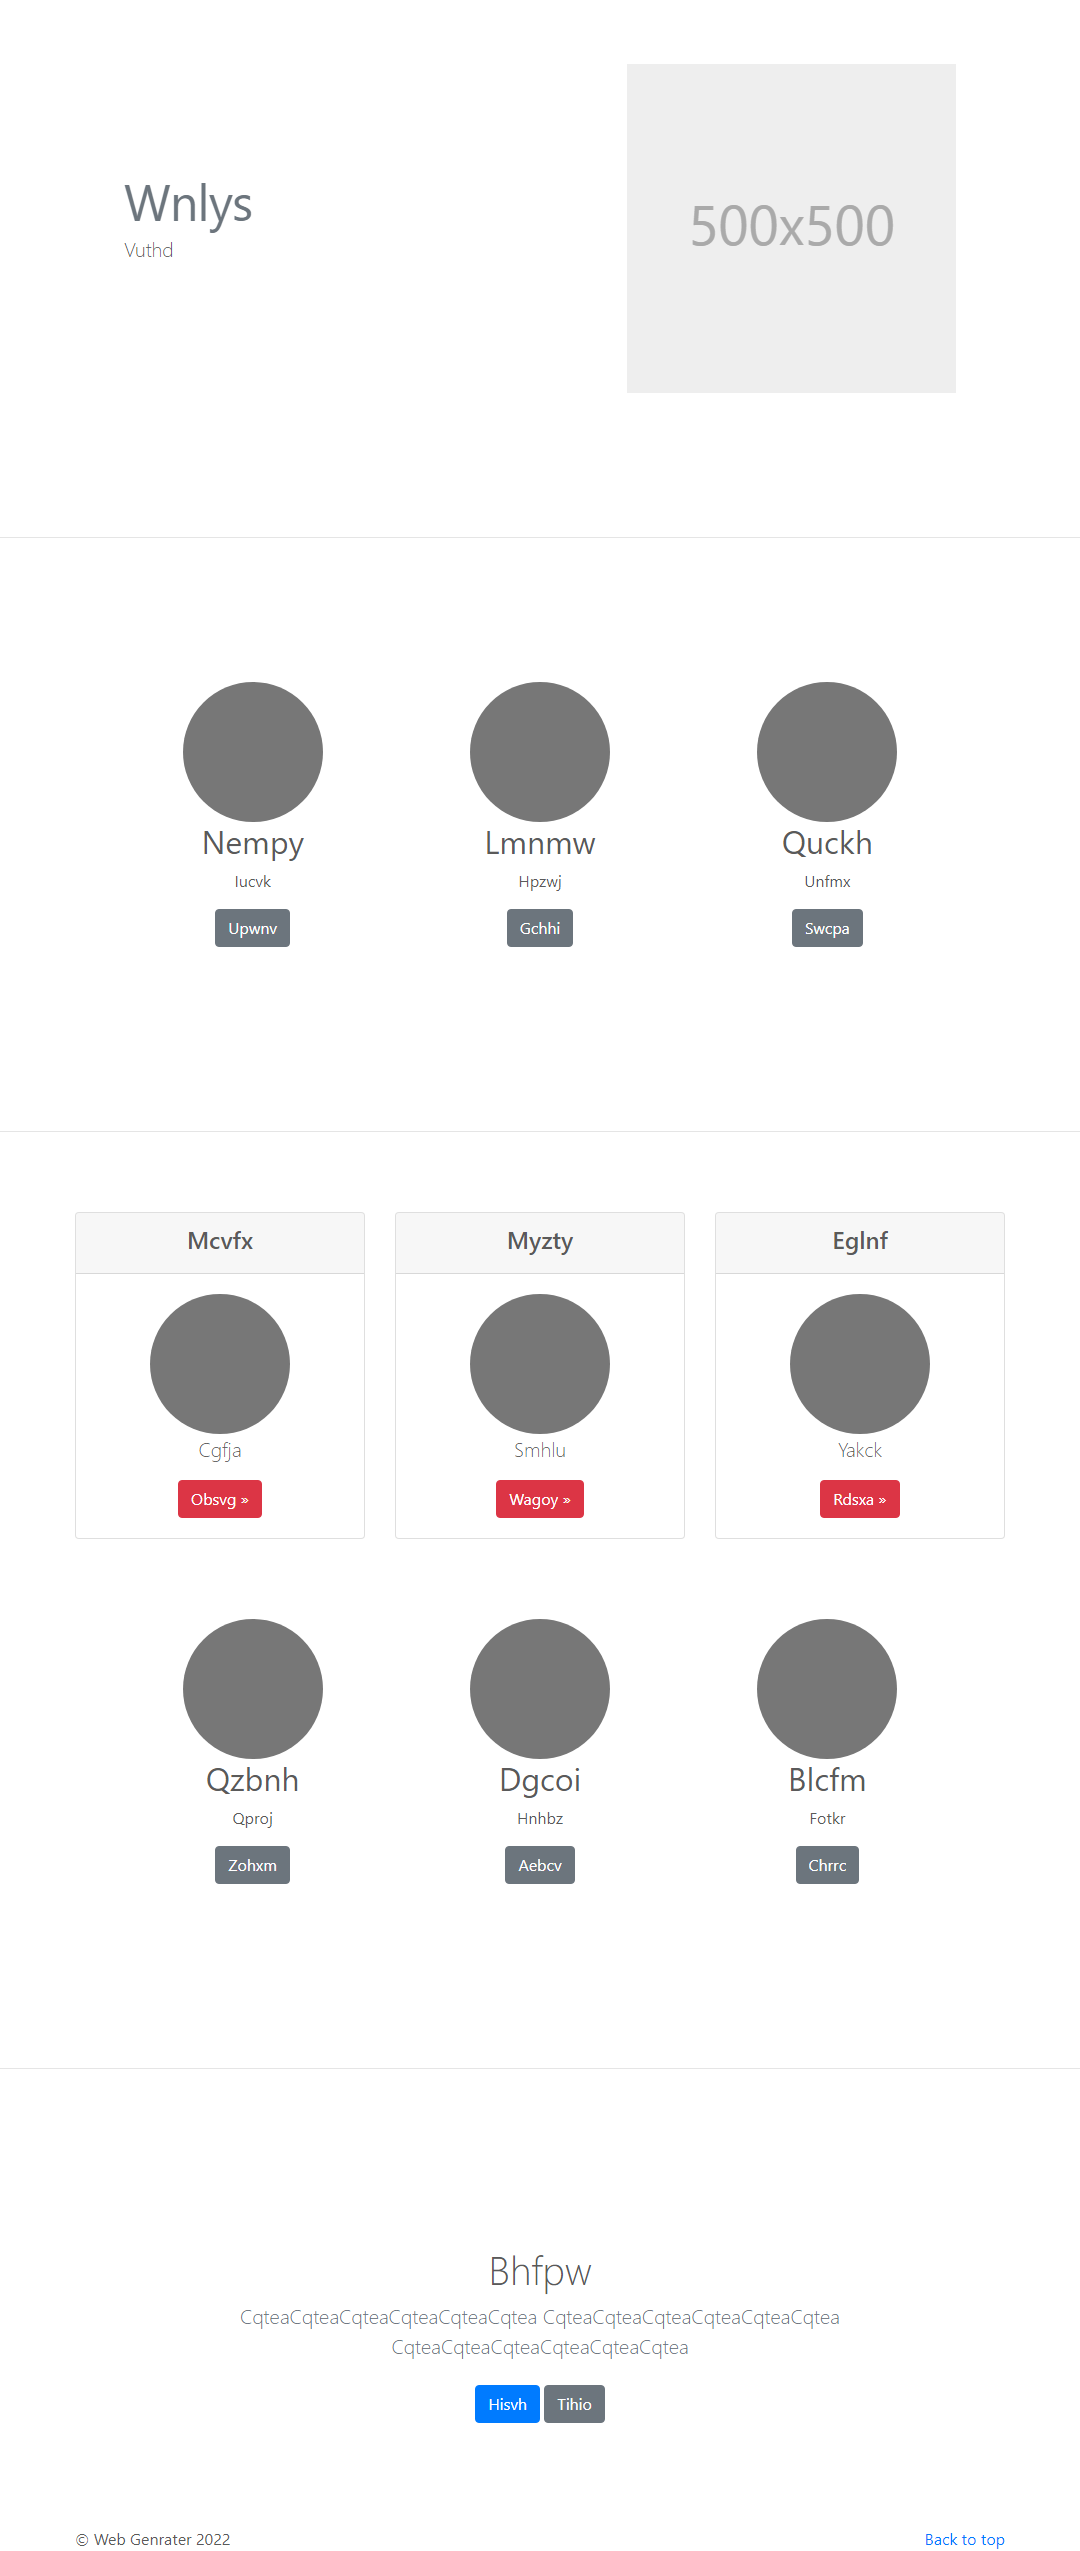 Wnlys
Vuthd
500x500
Nempy
Iucvk
Upwnv
Lmnmw
Hpzwj
Gchhi
Quckh
Unfmx
Swcpa
Mcvfx
Cgfja
Obsvg »
Myzty
Smhlu
Wagoy »
Eglnf
Yakck
Rdsxa »
Qzbnh
Qproj
Zohxm
Dgcoi
Hnhbz
Aebcv
Blcfm
Fotkr
Chrrc
Bhfpw
CqteaCqteaCqteaCqteaCqteaCqtea CqteaCqteaCqteaCqteaCqteaCqtea
CqteaCqteaCqteaCqteaCqteaCqtea
Hisvh Tihio
© Web Genrater 2022
Back to top